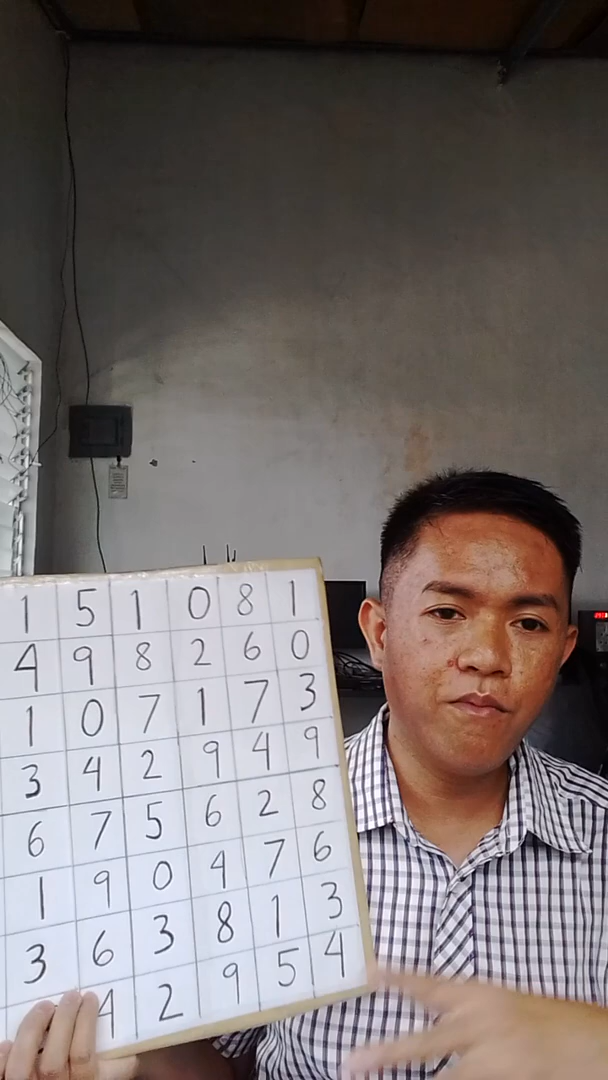 1 5 1 0 8 1
4 9 8 2 6 0
1 0 7 1 7 3
3 4 2 9 4 9
6 7 5 6 2 8
1 9 0 4 7 6
3 6 3 8 1 3
4 2 9 5 4